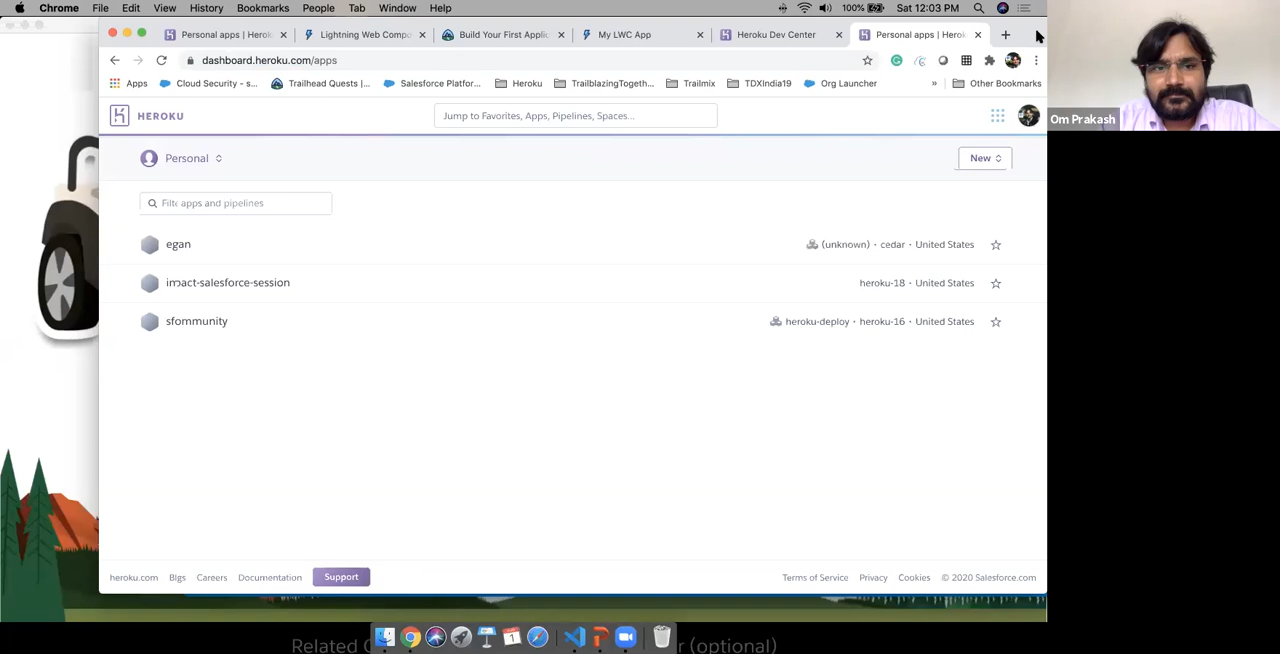 Chrome File Edit View History Bookmarks People Tab Window Help 100% Sat 12:03 PM
Personal apps | Herok Lightning Web Compo Build Your First Applic My LWC App Heroku Dev Center Personal apps | Herok
dashboard.heroku.com/apps
Apps Cloud Security - s... Trailhead Quests |... Salesforce Platfor... Heroku TrailblazingTogeth... Trailmix TDXIndia19 Org Launcher » Other Bookmarks
HEROKU Jump to Favorites, Apps, Pipelines, Spaces...
Om Prakash
Personal New
Filter apps and pipelines
egan (unknown) • cedar • United States
impact-salesforce-session heroku-18 • United States
sfommunity heroku-deploy • heroku-16 • United States
heroku.com Blgs Careers Documentation Support Terms of Service Privacy Cookies © 2020 Salesforce.com
Related r (optional)